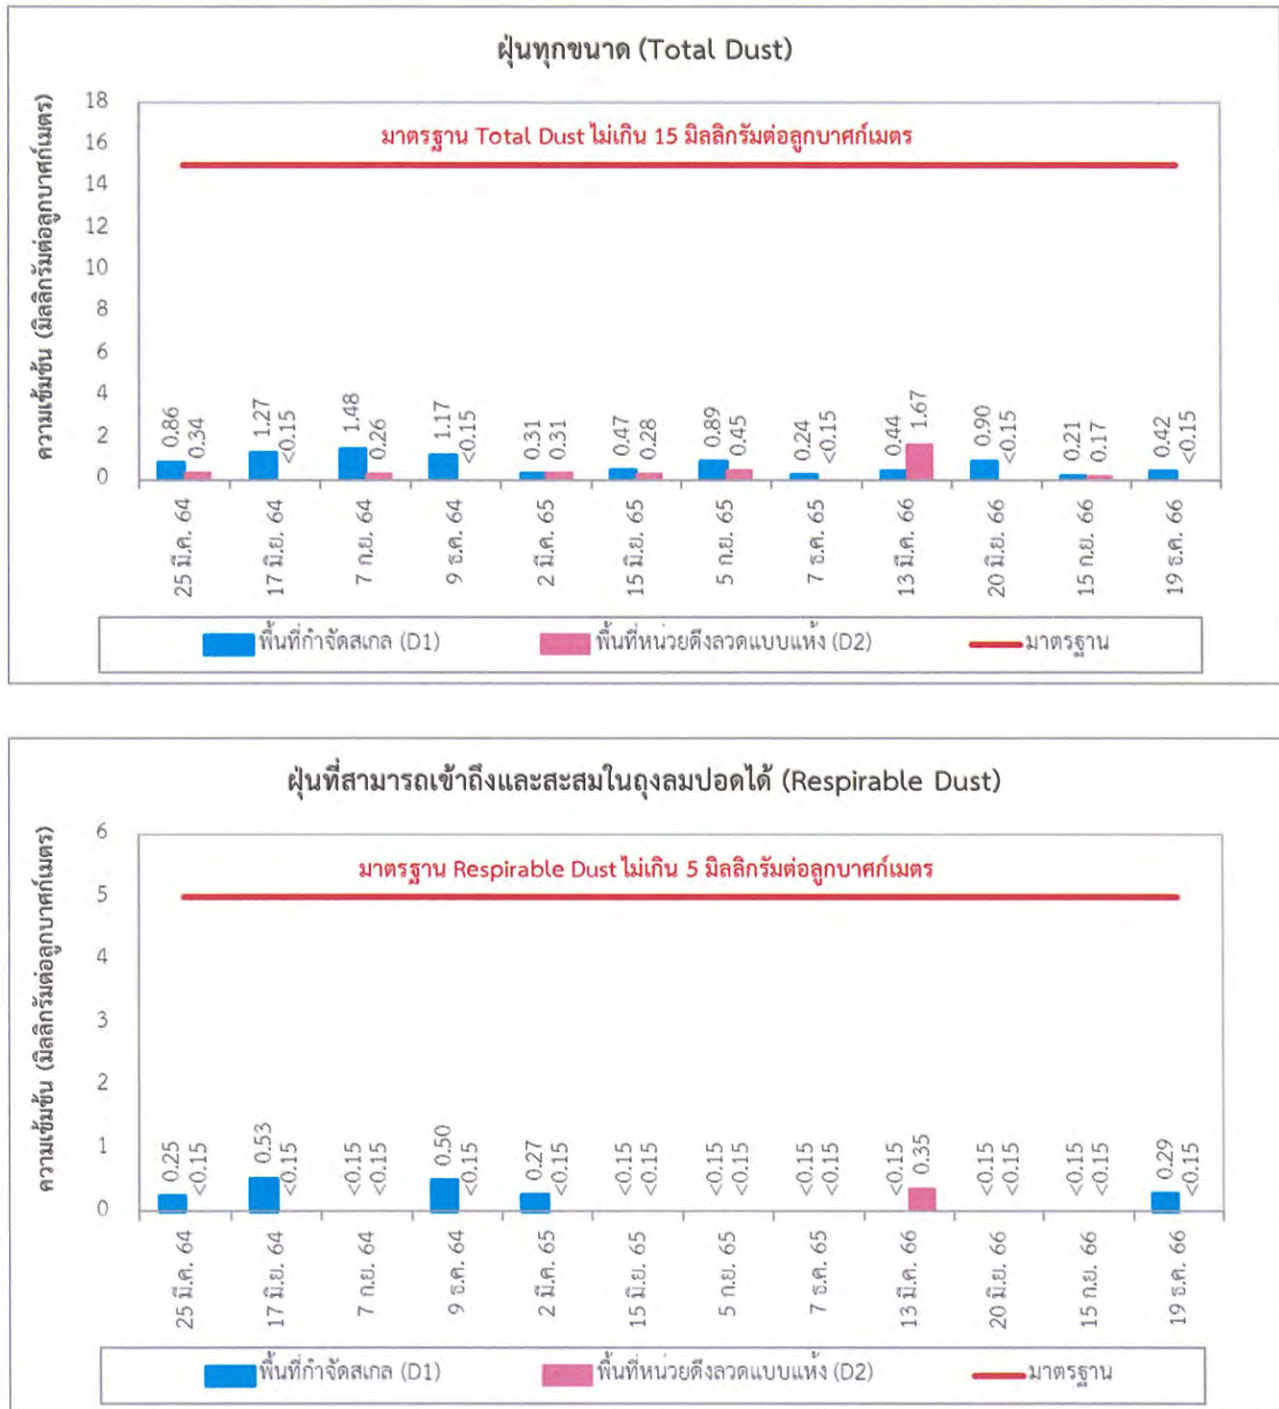 ฝุ่นทุกขนาด (Total Dust)
ความเข้มข้น (มิลลิกรัมต่อลูกบาศก์เมตร)
18
16
14
12
10
8
6
4
2
0
มาตรฐาน Total Dust ไม่เกิน 15 มิลลิกรัมต่อลูกบาศก์เมตร
0.86 0.34 1.27 <0.15 1.48 0.26 1.17 <0.15 0.31 0.31 0.47 0.28 0.89 0.45 0.24 <0.15 0.44 1.67 0.90 <0.15 0.21 0.17 0.42 <0.15
25 มี.ค. 64 17 มิ.ย. 64 7 ก.ย. 64 9 ธ.ค. 64 2 มี.ค. 65 15 มิ.ย. 65 5 ก.ย. 65 7 ธ.ค. 65 13 มี.ค. 66 20 มิ.ย. 66 15 ก.ย. 66 19 ธ.ค. 66
พื้นที่กำจัดสเกล (D1) พื้นที่หน่วยดึงลวดแบบแห้ง (D2) มาตรฐาน
ฝุ่นที่สามารถเข้าถึงและสะสมในถุงลมปอดได้ (Respirable Dust)
ความเข้มข้น (มิลลิกรัมต่อลูกบาศก์เมตร)
6
5
4
3
2
1
0
มาตรฐาน Respirable Dust ไม่เกิน 5 มิลลิกรัมต่อลูกบาศก์เมตร
0.25 <0.15 0.53 <0.15 <0.15 <0.15 0.50 <0.15 0.27 <0.15 <0.15 <0.15 <0.15 <0.15 <0.15 <0.15 <0.15 0.35 <0.15 <0.15 <0.15 <0.15 0.29 <0.15
25 มี.ค. 64 17 มิ.ย. 64 7 ก.ย. 64 9 ธ.ค. 64 2 มี.ค. 65 15 มิ.ย. 65 5 ก.ย. 65 7 ธ.ค. 65 13 มี.ค. 66 20 มิ.ย. 66 15 ก.ย. 66 19 ธ.ค. 66
พื้นที่กำจัดสเกล (D1) พื้นที่หน่วยดึงลวดแบบแห้ง (D2) มาตรฐาน